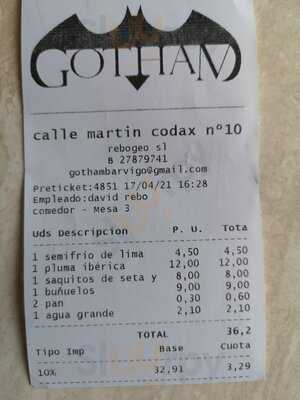 GOTHAM
calle martin codax nº10
rebogeo sl
B 27879741
gothambarvigo@gmail.com
Preticket:4851 17/04/21 16:28
Empleado:david rebo
comedor - Mesa 3
Uds Descripcion P. U. Tota
1 semifrio de lima 4,50 4,50
1 pluma ibérica 12,00 12,00
1 saquitos de seta y 8,00 8,00
1 buñuelos 9,00 9,00
2 pan 0,30 0,60
1 agua grande 2,10 2,10
TOTAL 36,2
Tipo Imp Base Cuota
10% 32,91 3,29